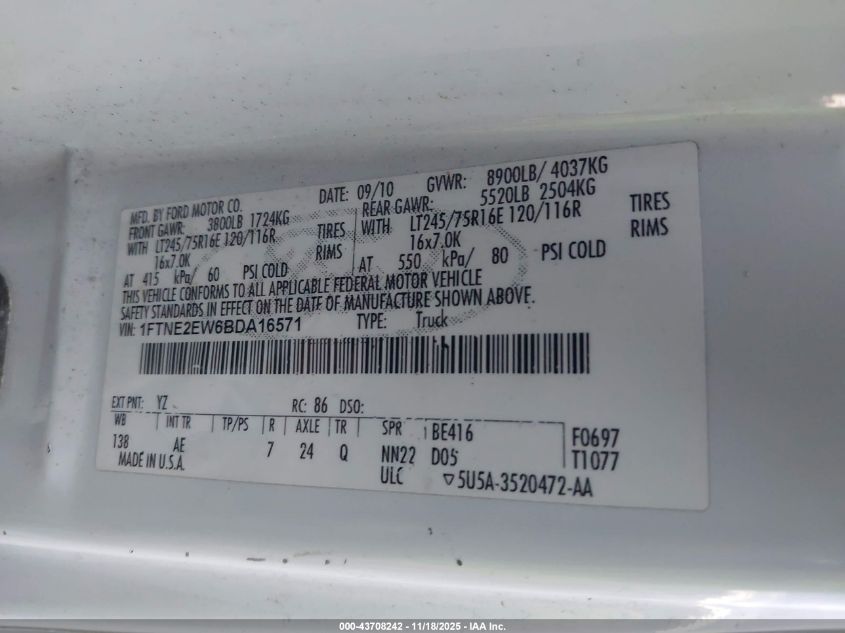 MFD. BY FORD MOTOR CO.
DATE: 09/10 GVWR: 8900LB/ 4037KG
FRONT GAWR: 3800LB 1724KG
REAR GAWR: 5520LB 2504KG
WITH LT245/75R16E 120/116R TIRES
WITH LT245/75R16E 120/116R TIRES
16x7.0K RIMS
16x7.0K RIMS
AT 415 kPa/ 60 PSI COLD
AT 550 kPa/ 80 PSI COLD
THIS VEHICLE CONFORMS TO ALL APPLICABLE FEDERAL MOTOR VEHICLE
SAFETY STANDARDS IN EFFECT ON THE DATE OF MANUFACTURE SHOWN ABOVE.
VIN: 1FTNE2EW6BDA16571 TYPE: Truck
EXT PNT: YZ RC: 86 DSO:
WB INT TR TP/PS R AXLE TR SPR BE416 F0697
138 AE 7 24 Q NN22 D05 T1077
MADE IN U.S.A. ULC ▽5U5A-3520472-AA
000-43708242 - 11/18/2025 - IAA Inc.